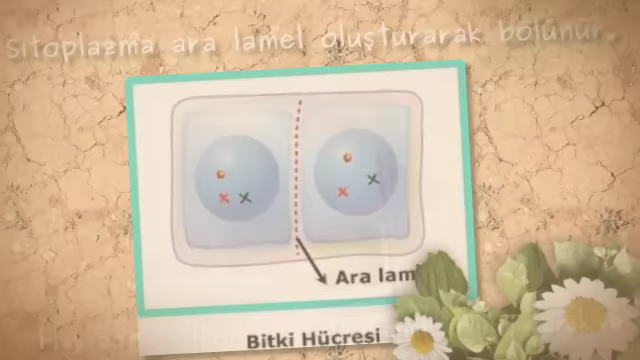 Sitoplazma ara lamel oluşturarak bölünür.
Ara lam
Bitki Hücresi